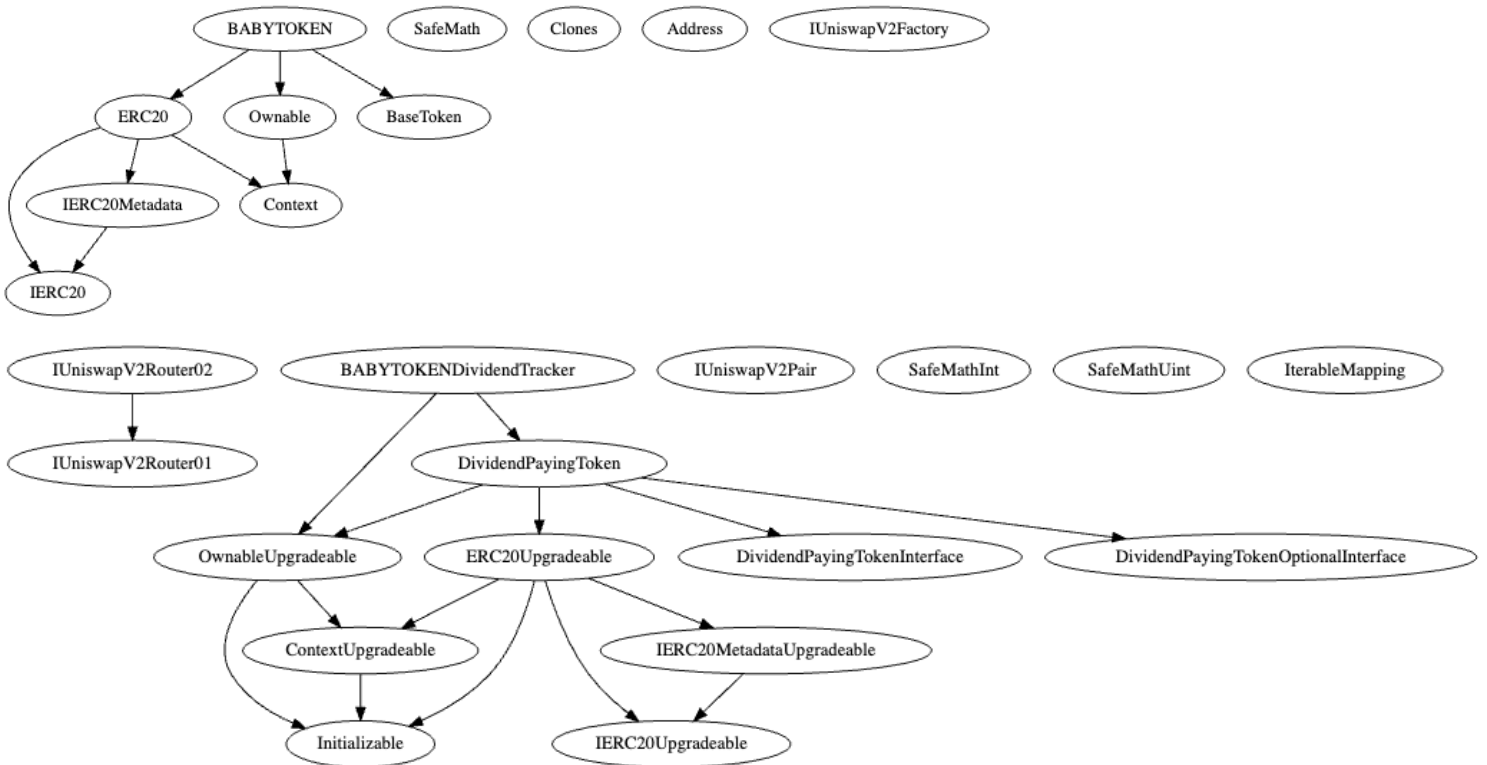 BABYTOKEN
SafeMath
Clones
Address
IUniswapV2Factory
ERC20
Ownable
BaseToken
IERC20Metadata
Context
IERC20
IUniswapV2Router02
BABYTOKENDividendTracker
IUniswapV2Pair
SafeMathInt
SafeMathUint
IterableMapping
IUniswapV2Router01
DividendPayingToken
OwnableUpgradeable
ERC20Upgradeable
DividendPayingTokenInterface
DividendPayingTokenOptionalInterface
ContextUpgradeable
IERC20MetadataUpgradeable
Initializable
IERC20Upgradeable